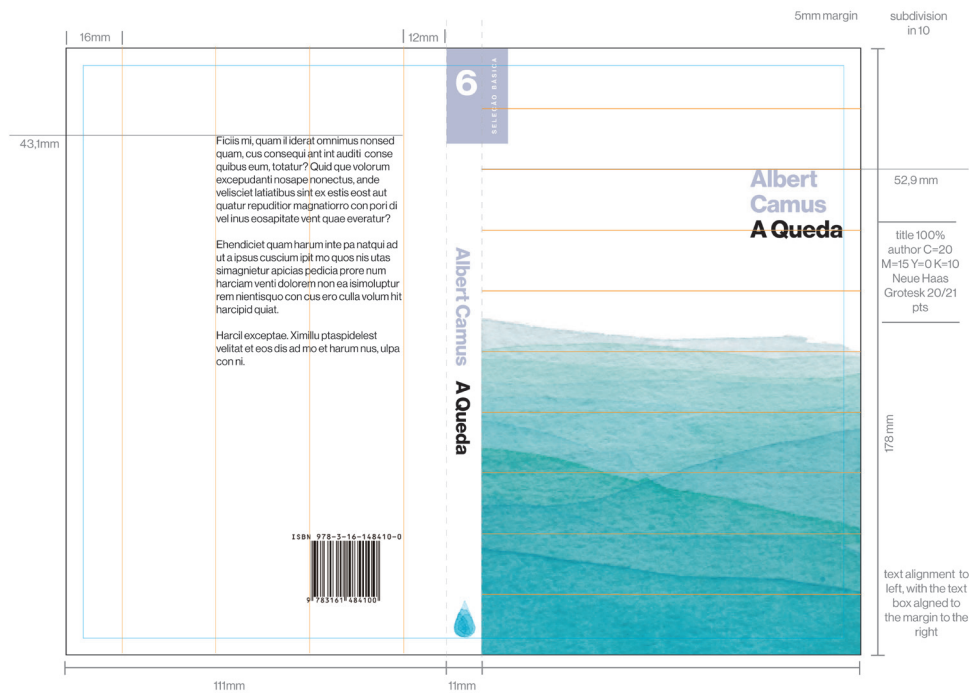 5mm margin
subdivision
in 10
16mm
12mm
6
SELEÇÃO BÁSICA
43,1mm
Ficiis mi, quam il iderat omnimus nonsed
quam, cus consequi ant int auditi conse
quibus eum, totatur? Quid que volorum
excepudanti nosape nonectus, ande
velisciet latiatibus sint ex estis eost aut
quatur repuditior magnatiorro con pori di
vel inus eosapitate vent quae everatur?
Ehendiciet quam harum inte pa natqui ad
ut a ipsus cuscium ipit mo quos nis utas
simagnietur apicias pedicia prore num
harciam venti dolorem non ea isimoluptur
rem nientisquo con cus ero culla volum hit
harcipid quiat.
Harcil exceptae. Ximillu ptaspidelest
velitat et eos dis ad mo et harum nus, ulpa
con ni.
Albert Camus A Queda
Albert
Camus
A Queda
52,9 mm
title 100%
author C=20
M=15 Y=0 K=10
Neue Haas
Grotesk 20/21
pts
178 mm
ISBN 978-3-16-148410-0
9 783161 484100
text alignment to
left, with the text
box algned to
the margin to the
right
111mm
11mm